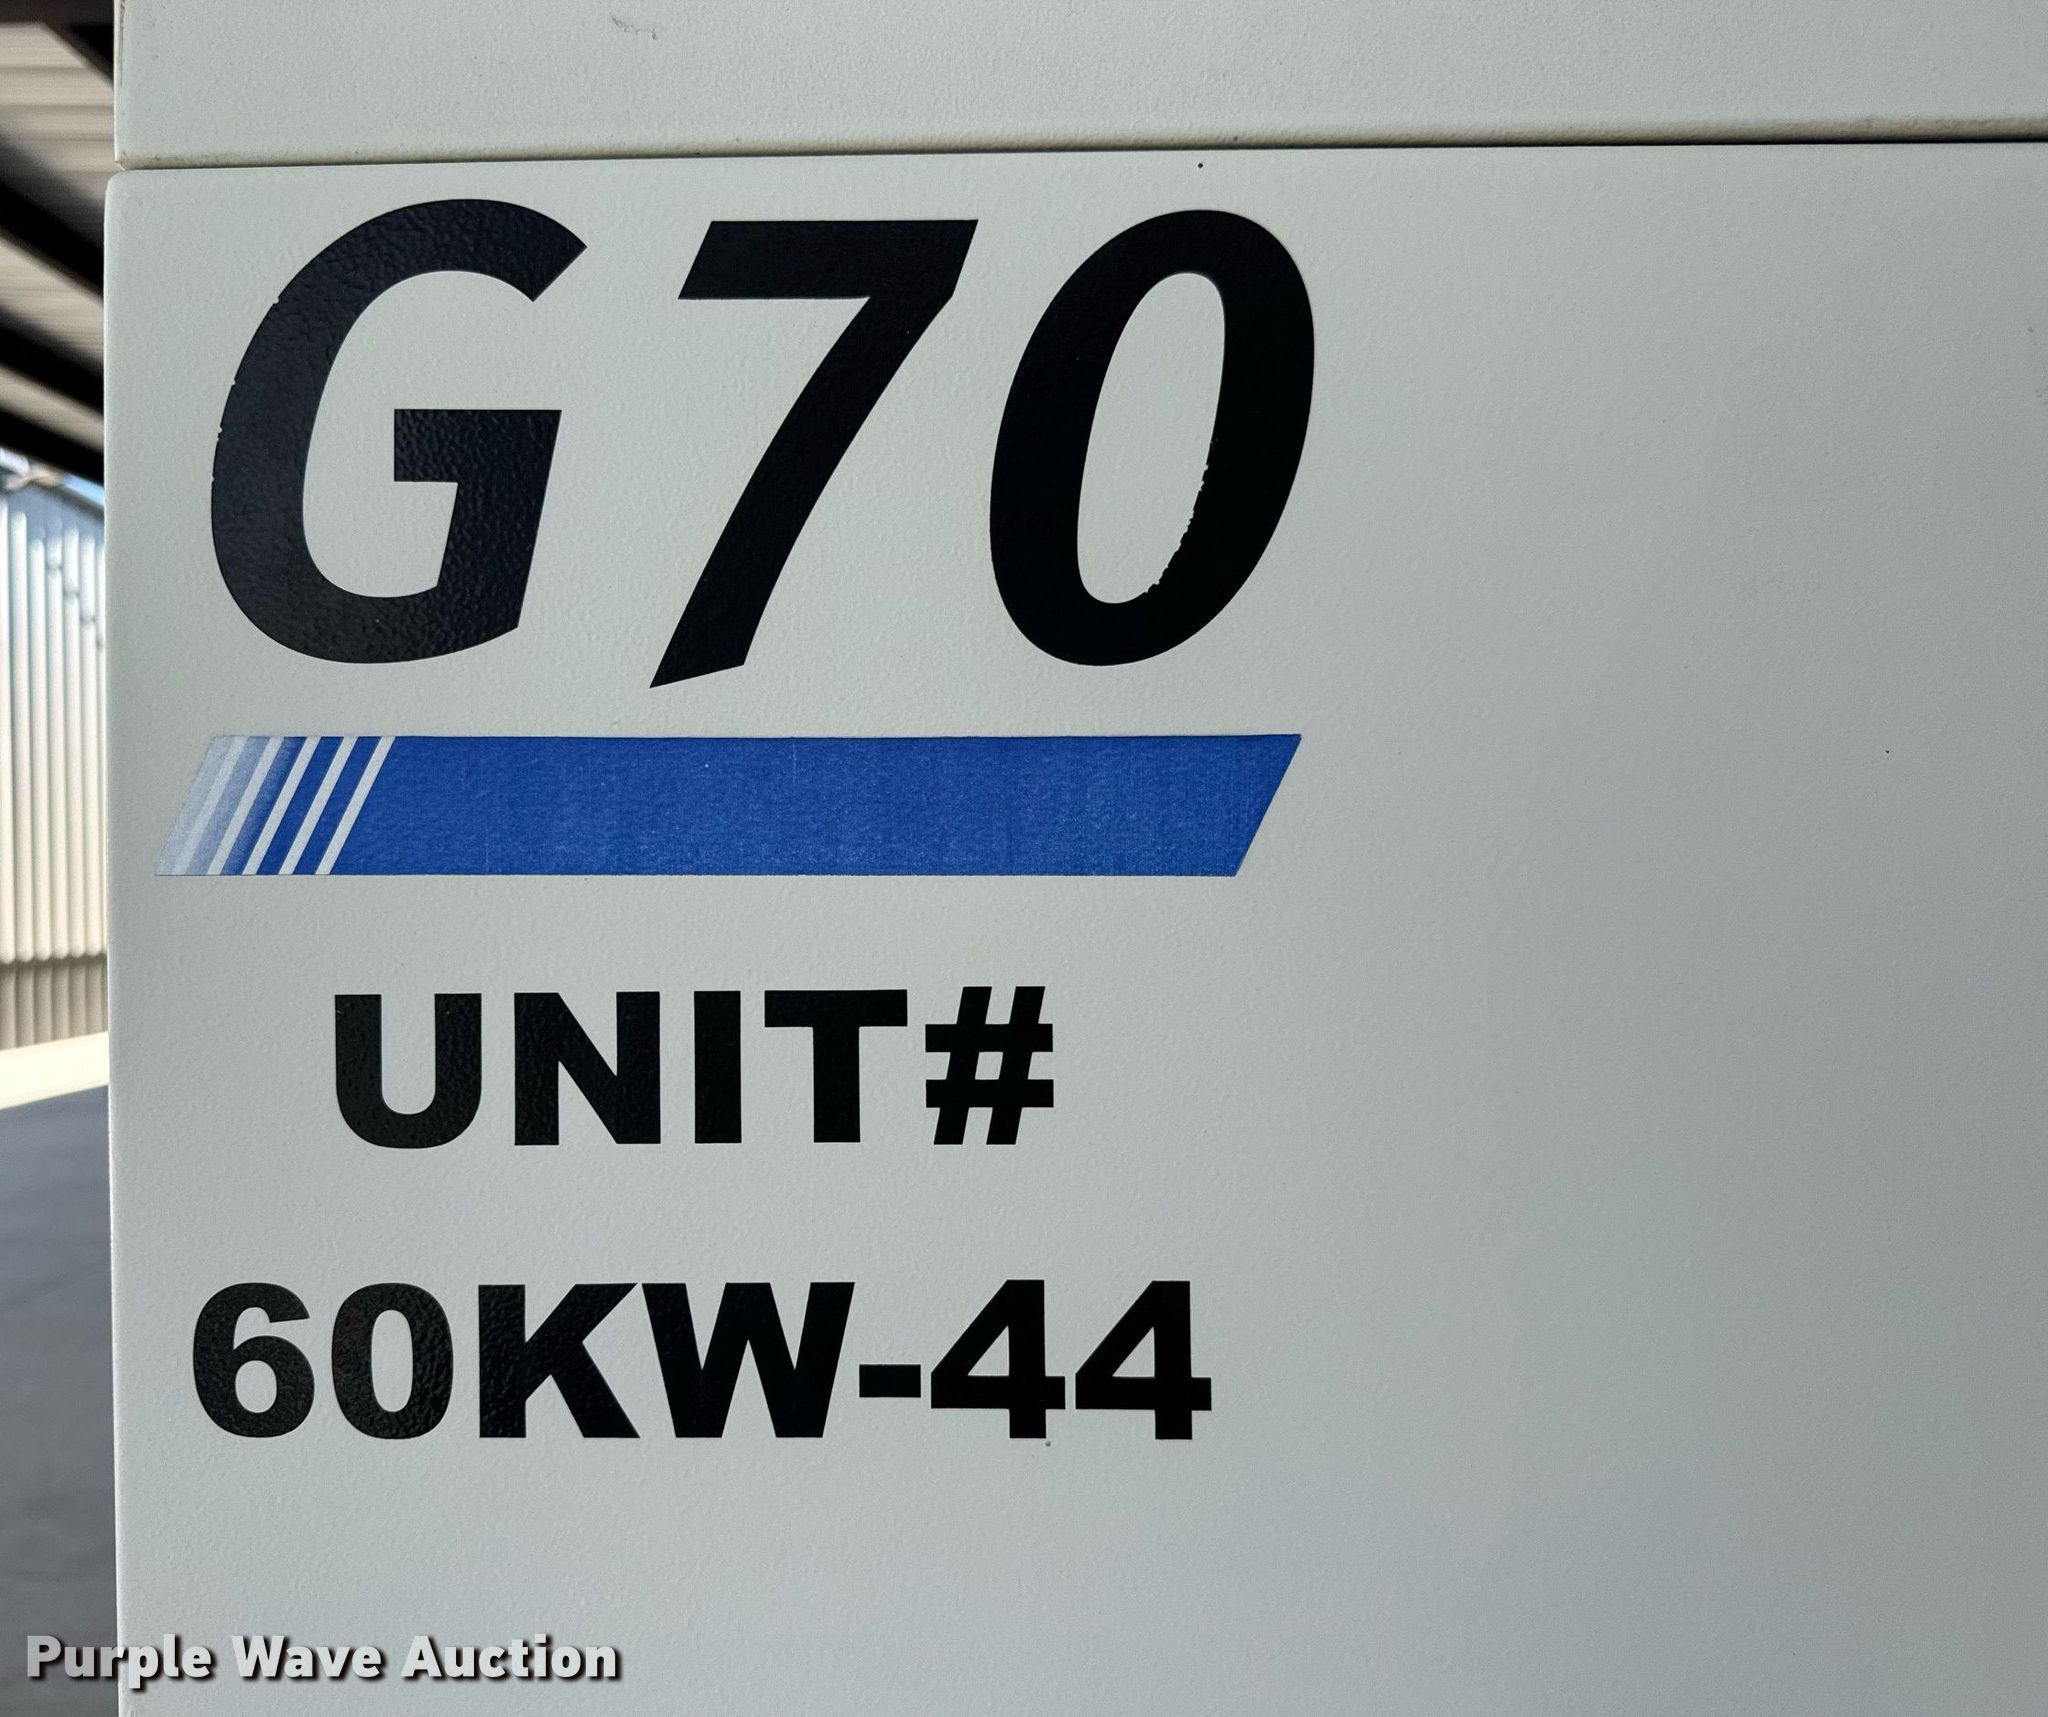 G70
UNIT#
60KW-44
Purple Wave Auction